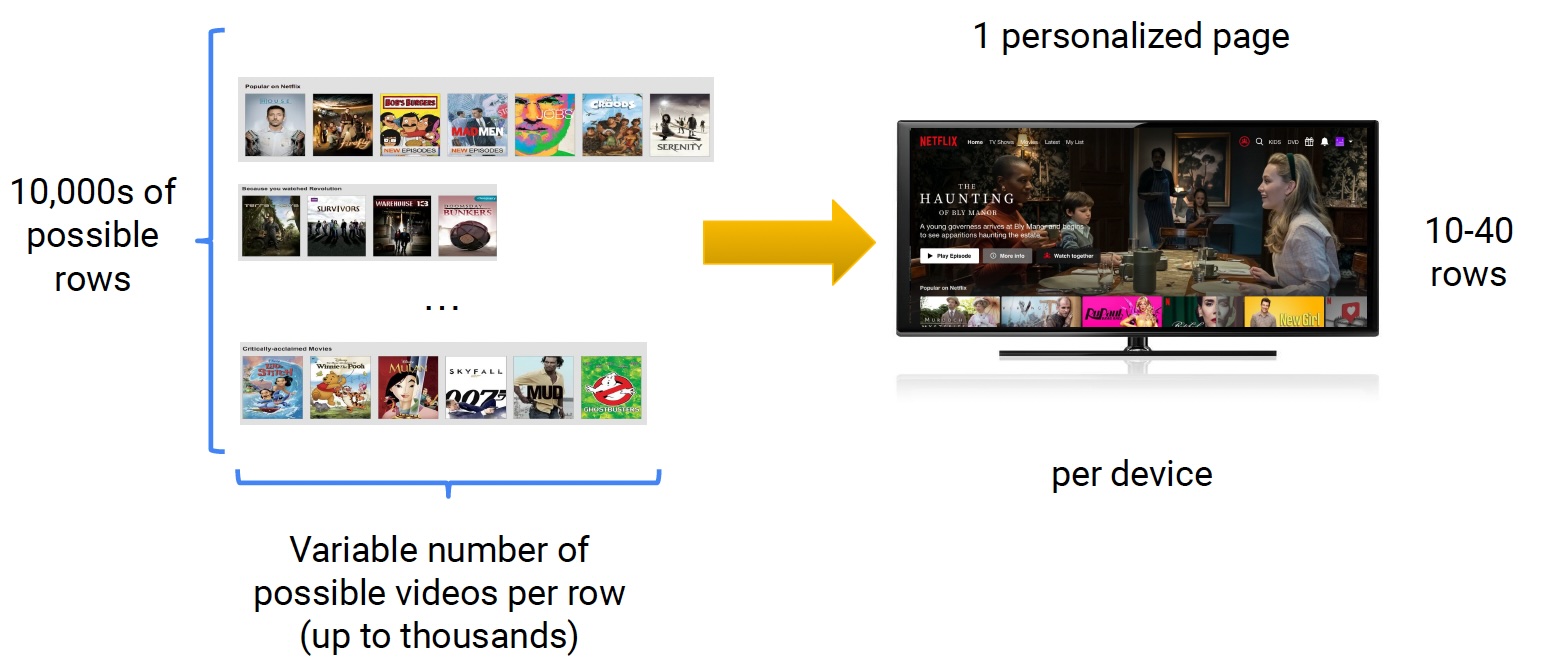 1 personalized page
10,000s of
possible
rows
Popular on Netflix
HOUSE
firefly
BOB'S BURGERS
NEW EPISODES
MAD MEN
NEW EPISODES
JOBS
THE CROODS
SERENITY
Because you watched Revolution
SURVIVORS
WAREHOUSE 13
DOOMSDAY
BUNKERS
...
Critically-acclaimed Movies
STITCH
Winnie the Pooh
MULAN
SKYFALL
007
MUD
GHOSTBUSTERS
Variable number of
possible videos per row
(up to thousands)
NETFLIX Home TV Shows Movies Latest My List KIDS DVD
THE
HAUNTING
OF BLY MANOR
A young governess arrives at Bly Manor and begins
to see apparitions haunting the estate.
Play Episode More info Watch together
Popular on Netflix
MURDOCH
MYSTERIES
RuPaul
New Girl
10-40
rows
per device